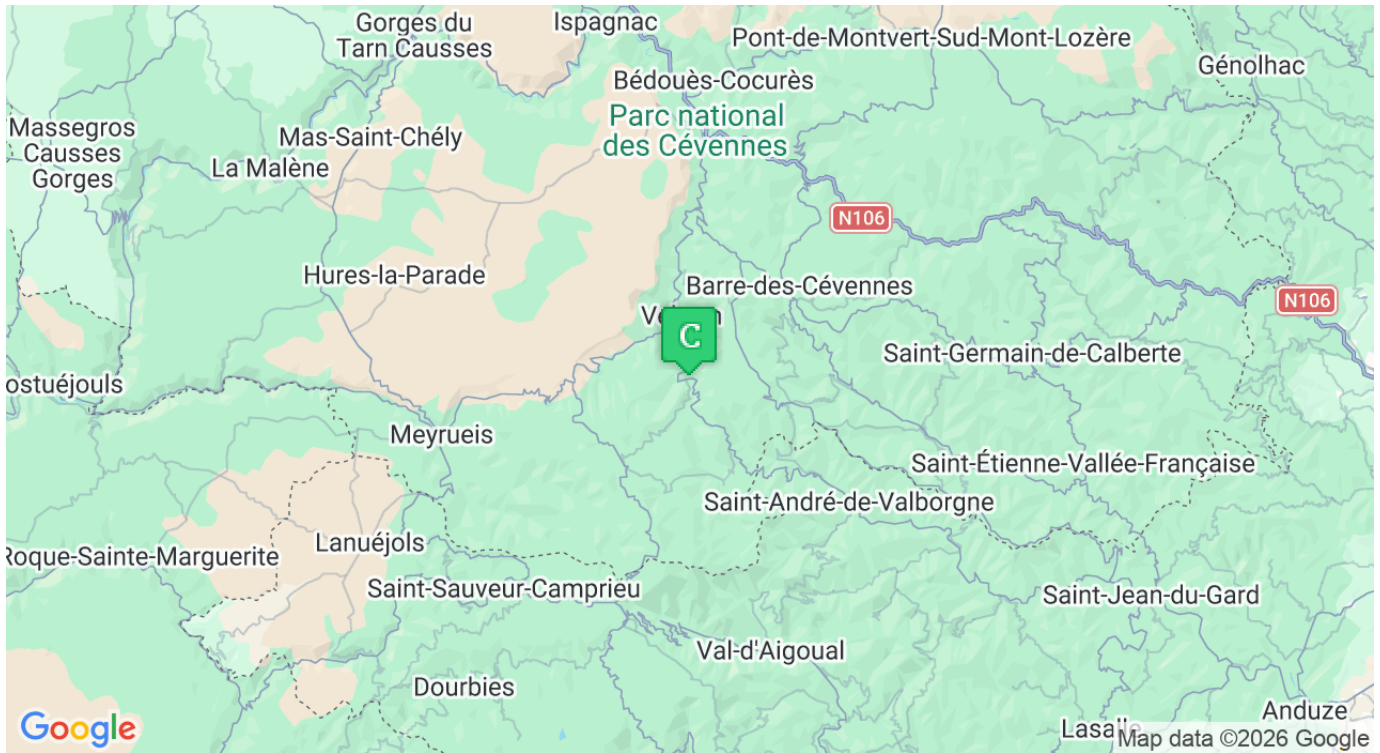 Gorges du
Tarn Causses
Ispagnac
Pont-de-Montvert-Sud-Mont-Lozère
Génolhac
Bédouès-Cocurès
Parc national
des Cévennes
Massegros
Causses
Gorges
Mas-Saint-Chély
La Malène
N106
Hures-la-Parade
Barre-des-Cévennes
N106
C
Saint-Germain-de-Calberte
ostuéjouls
Meyrueis
Saint-Étienne-Vallée-Française
Saint-André-de-Valborgne
Lanuéjols
Roque-Sainte-Marguerite
Saint-Sauveur-Camprieu
Saint-Jean-du-Gard
Val-d'Aigoual
Dourbies
Anduze
Lasalle
Google
Map data ©2026 Google